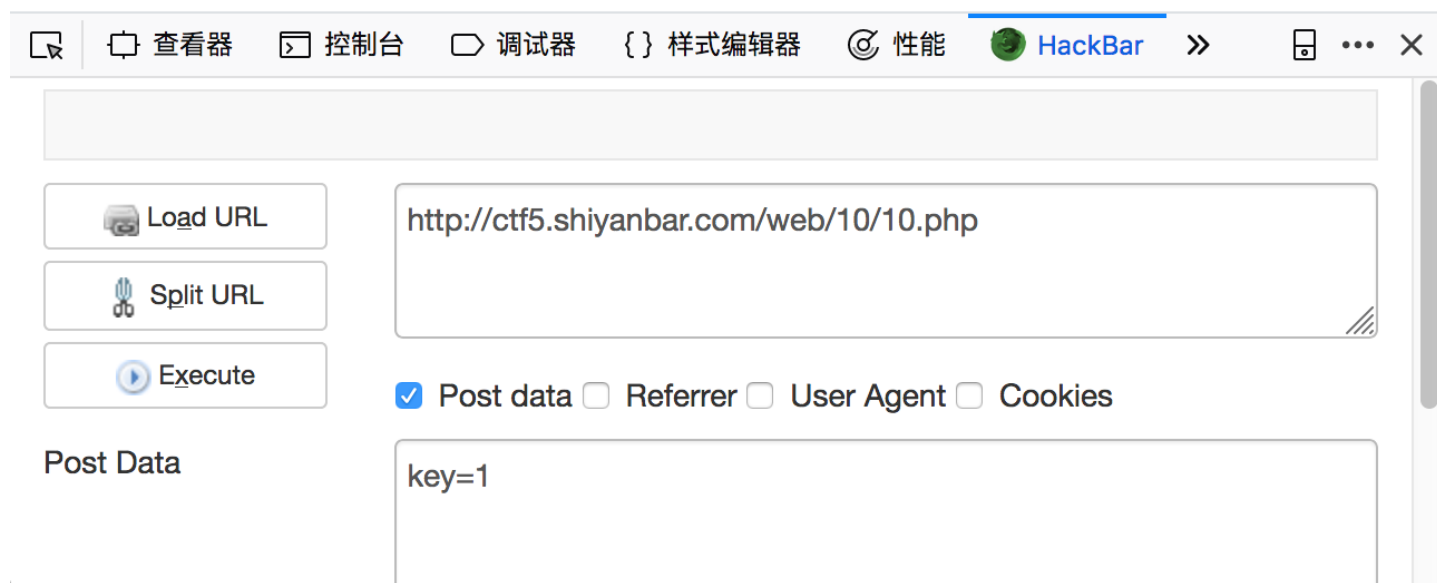 查看器 控制台 调试器 {} 样式编辑器 性能 HackBar
Load URL
http://ctf5.shiyanbar.com/web/10/10.php
Split URL
Execute
Post data Referrer User Agent Cookies
Post Data
key=1